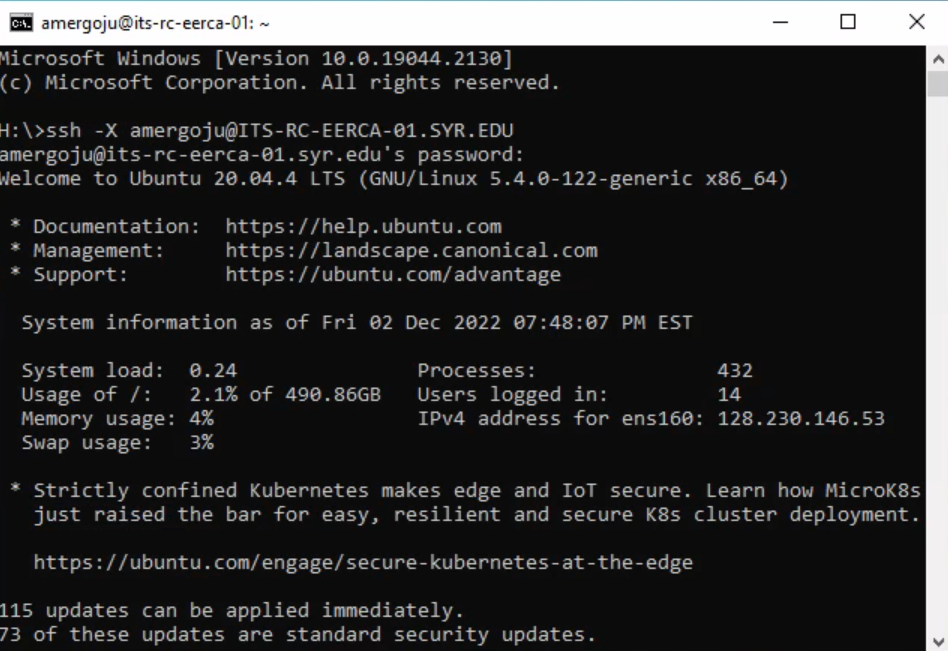 amergoju@its-rc-eerca-01: ~
Microsoft Windows [Version 10.0.19044.2130]
(c) Microsoft Corporation. All rights reserved.
H:\>ssh -X amergoju@ITS-RC-EERCA-01.SYR.EDU
amergoju@its-rc-eerca-01.syr.edu's password:
Welcome to Ubuntu 20.04.4 LTS (GNU/Linux 5.4.0-122-generic x86_64)
* Documentation:  https://help.ubuntu.com
* Management:     https://landscape.canonical.com
* Support:        https://ubuntu.com/advantage
System information as of Fri 02 Dec 2022 07:48:07 PM EST
System load:  0.24                 Processes:               432
Usage of /:   2.1% of 490.86GB   Users logged in:         14
Memory usage: 4%                 IPv4 address for ens160: 128.230.146.53
Swap usage:   3%
* Strictly confined Kubernetes makes edge and IoT secure. Learn how MicroK8s
just raised the bar for easy, resilient and secure K8s cluster deployment.
https://ubuntu.com/engage/secure-kubernetes-at-the-edge
115 updates can be applied immediately.
73 of these updates are standard security updates.